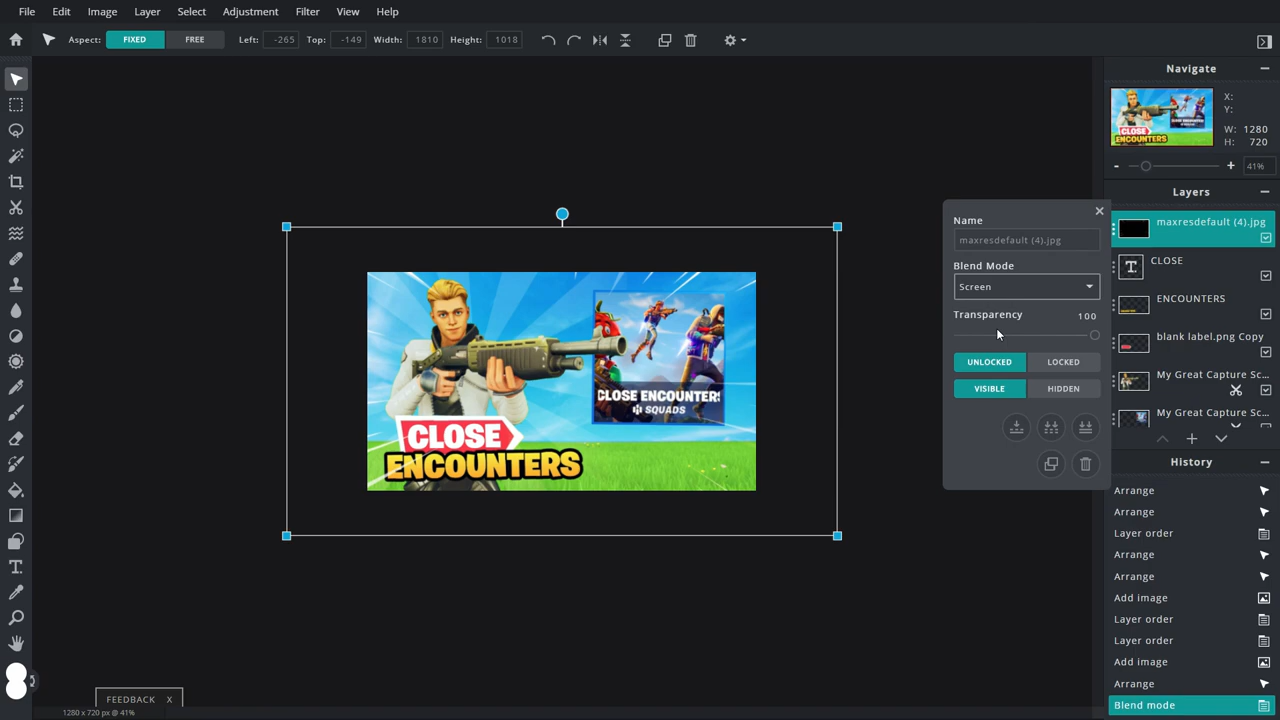 File Edit Image Layer Select Adjustment Filter View Help
Aspect: FIXED FREE Left: -265 Top: -149 Width: 1810 Height: 1018
Navigate
X:
Y:
W: 1280
H: 720
- + 41%
Layers
maxresdefault (4).jpg
CLOSE
ENCOUNTERS
blank label.png Copy
My Great Capture Sc...
My Great Capture Sc...
Name
maxresdefault (4).jpg
Blend Mode
Screen
Transparency 100
UNLOCKED LOCKED
VISIBLE HIDDEN
CLOSE ENCOUNTERS
SQUADS
CLOSE
ENCOUNTERS
History
Arrange
Arrange
Layer order
Arrange
Arrange
Add image
Layer order
Layer order
Add image
Arrange
Blend mode
FEEDBACK X
1280 x 720 px @ 41%